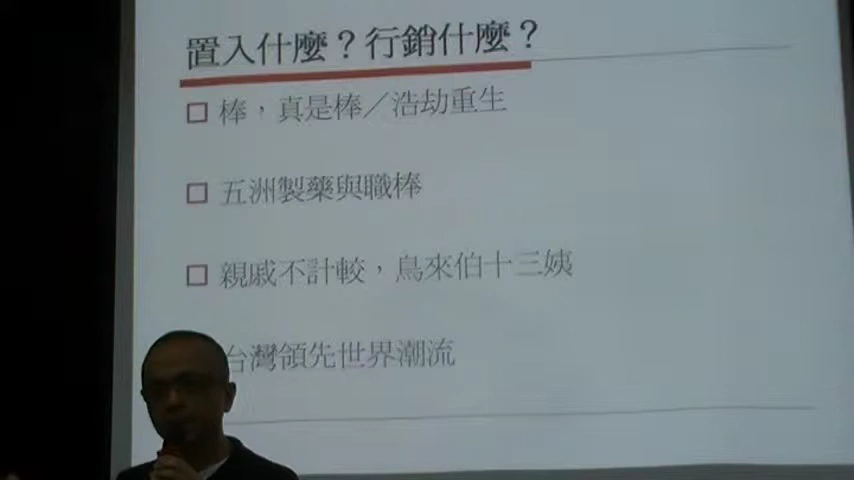 置入什麼？行銷什麼？
棒，真是棒／浩劫重生
五洲製藥與職棒
親戚不計較，鳥來伯十三姨
台灣領先世界潮流